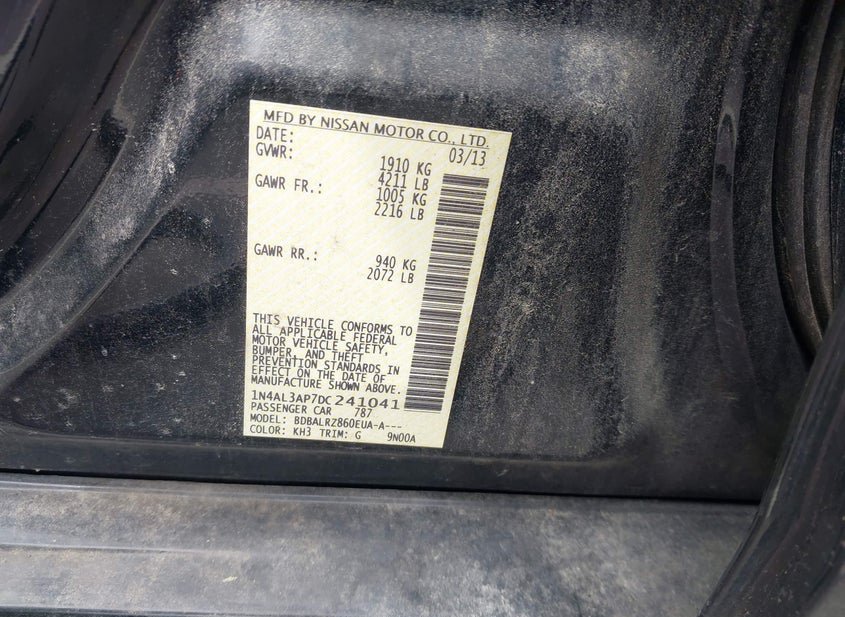 MFD BY NISSAN MOTOR CO., LTD.
DATE: 03/13
GVWR: 1910 KG
4211 LB
GAWR FR.: 1005 KG
2216 LB
GAWR RR.: 940 KG
2072 LB
THIS VEHICLE CONFORMS TO
ALL APPLICABLE FEDERAL
MOTOR VEHICLE SAFETY,
BUMPER, AND THEFT
PREVENTION STANDARDS IN
EFFECT ON THE DATE OF
MANUFACTURE SHOWN ABOVE.
1N4AL3AP7DC241041
PASSENGER CAR 787
MODEL: BDBALRZ860EUA-A---
COLOR: KH3 TRIM: G 9N00A